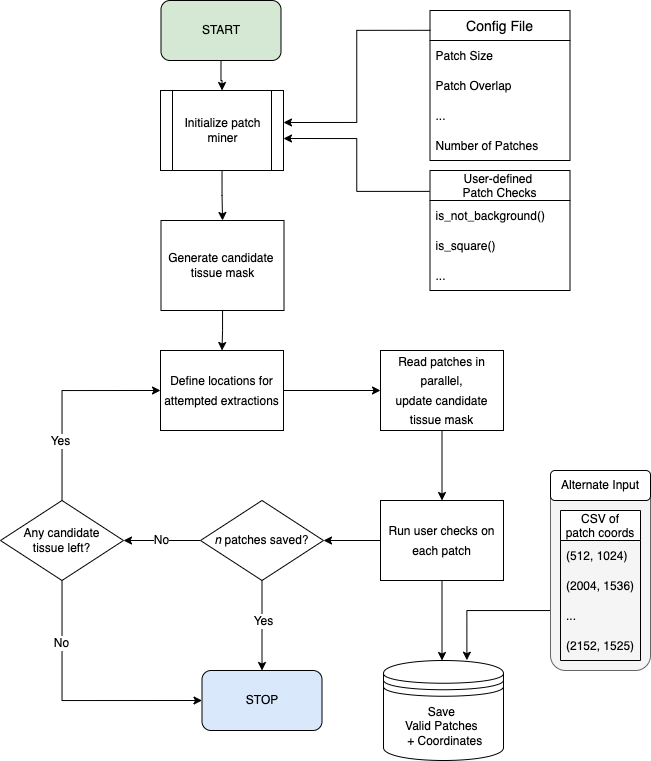 START
Config File
Patch Size
Patch Overlap
...
Number of Patches
Initialize patch
miner
User-defined
Patch Checks
is_not_background()
is_square()
...
Generate candidate
tissue mask
Define locations for
attempted extractions
Read patches in
parallel,
update candidate
tissue mask
Yes
Any candidate
tissue left?
No
n patches saved?
Run user checks on
each patch
Alternate Input
CSV of
patch coords
(512, 1024)
(2004, 1536)
...
(2152, 1525)
No
Yes
STOP
Save
Valid Patches
+ Coordinates